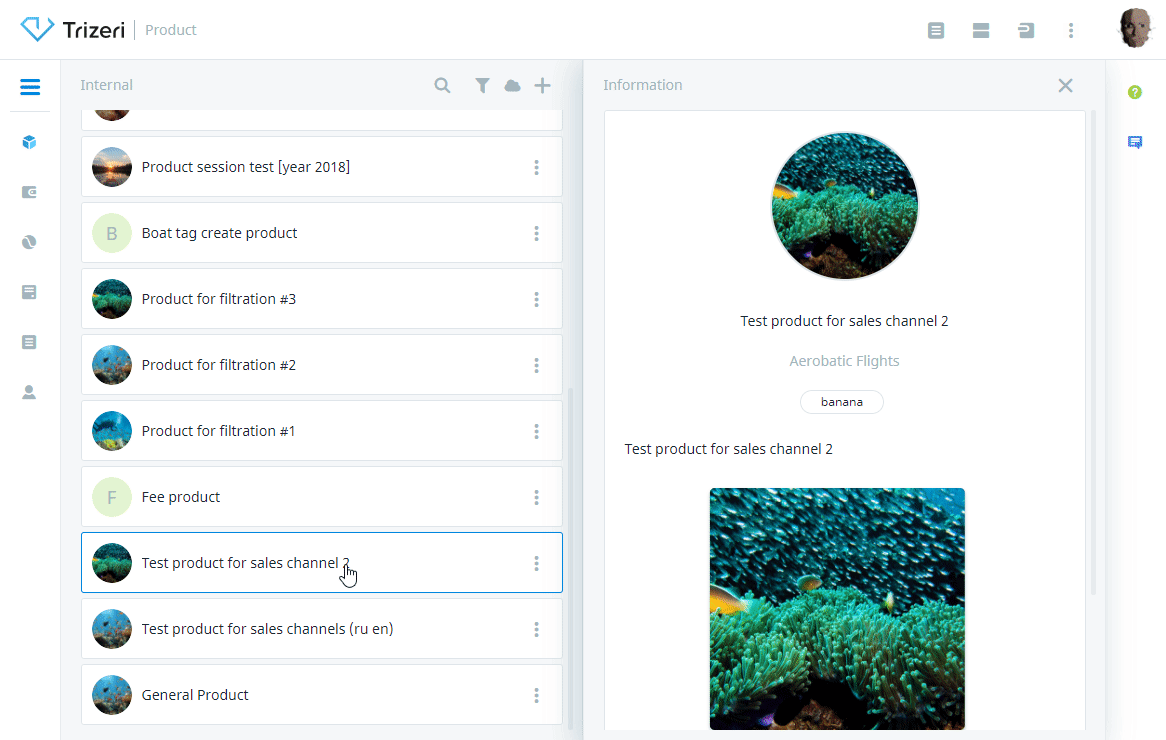 Trizeri
Product
Internal
Information
Product session test [year 2018]
B
Boat tag create product
Product for filtration #3
Product for filtration #2
Product for filtration #1
F
Fee product
Test product for sales channel 2
Test product for sales channels (ru en)
General Product
Test product for sales channel 2
Aerobatic Flights
banana
Test product for sales channel 2
?